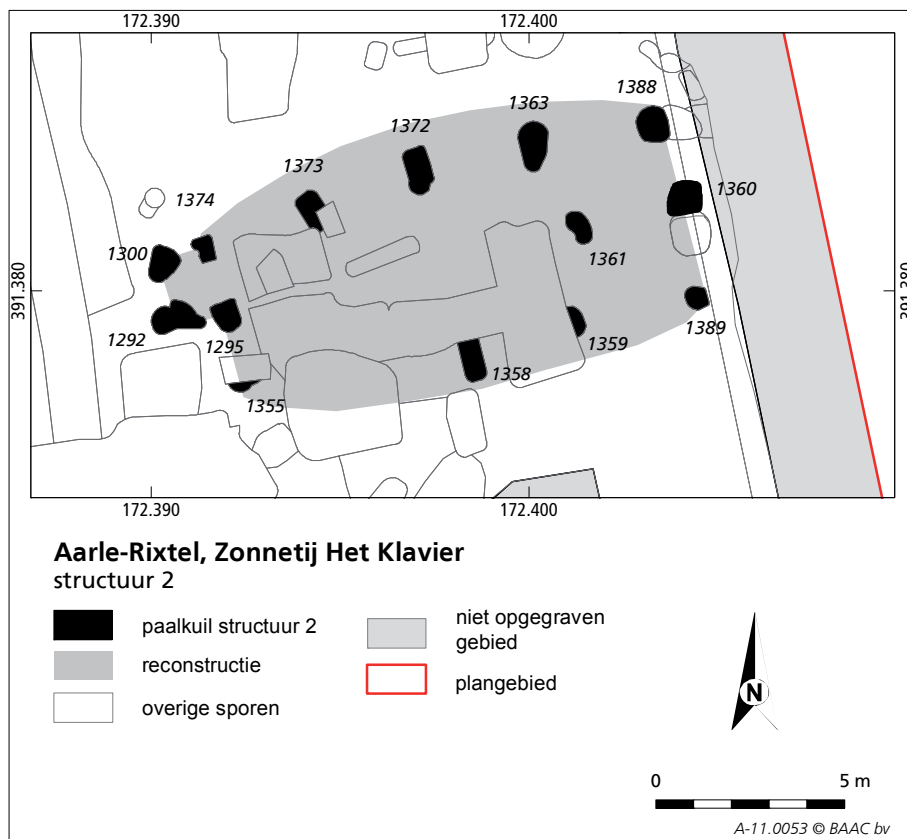 172.390
172.400
1388
1363
1372
1373
1360
1374
1300
1361
391.380
391.380
1292
1295
1389
1359
1358
1355
172.390
172.400
Aarle-Rixtel, Zonnetij Het Klavier
structuur 2
paalkuil structuur 2
reconstructie
overige sporen
niet opgegraven
gebied
plangebied
N
0
5 m
A-11.0053 © BAAC bv